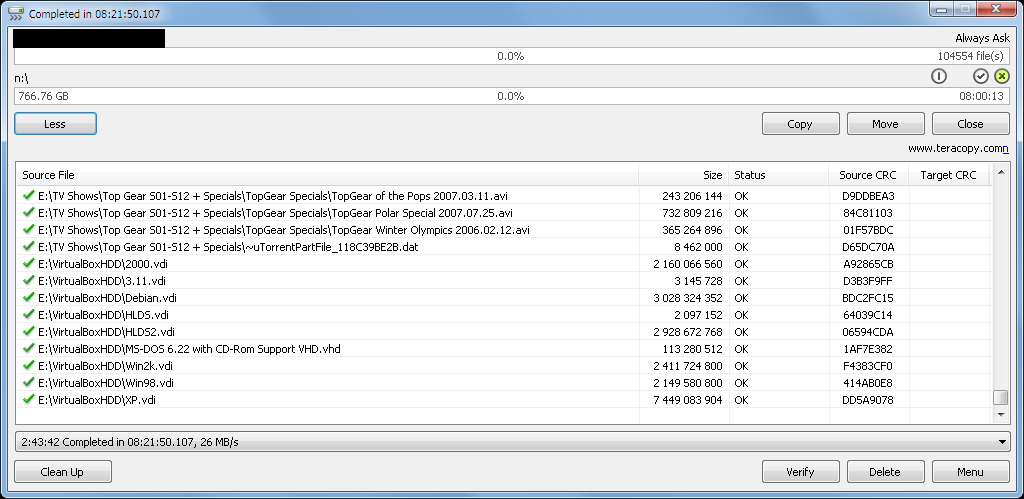 Completed in 08:21:50.107
Always Ask
0.0% 104554 file(s)
n:\
766.76 GB 0.0% 08:00:13
Less Copy Move Close
www.teracopy.comn
Source File Size Status Source CRC Target CRC
E:\TV Shows\Top Gear S01-S12 + Specials\TopGear Specials\TopGear of the Pops 2007.03.11.avi 243 206 144 OK D9DDBEA3
E:\TV Shows\Top Gear S01-S12 + Specials\TopGear Specials\TopGear Polar Special 2007.07.25.avi 732 809 216 OK 84C81103
E:\TV Shows\Top Gear S01-S12 + Specials\TopGear Specials\TopGear Winter Olympics 2006.02.12.avi 365 264 896 OK 01F57BDC
E:\TV Shows\Top Gear S01-S12 + Specials\~uTorrentPartFile_118C39BE2B.dat 8 462 000 OK D65DC70A
E:\VirtualBoxHDD\2000.vdi 2 160 066 560 OK A92865CB
E:\VirtualBoxHDD\3.11.vdi 3 145 728 OK D3B3F9FF
E:\VirtualBoxHDD\Debian.vdi 3 028 324 352 OK BDC2FC15
E:\VirtualBoxHDD\HLDS.vdi 2 097 152 OK 64039C14
E:\VirtualBoxHDD\HLDS2.vdi 2 928 672 768 OK 06594CDA
E:\VirtualBoxHDD\MS-DOS 6.22 with CD-Rom Support VHD.vhd 113 280 512 OK 1AF7E382
E:\VirtualBoxHDD\Win2k.vdi 2 411 724 800 OK F4383CF0
E:\VirtualBoxHDD\Win98.vdi 2 149 580 800 OK 414AB0E8
E:\VirtualBoxHDD\XP.vdi 7 449 083 904 OK DD5A9078
2:43:42 Completed in 08:21:50.107, 26 MB/s
Clean Up Verify Delete Menu